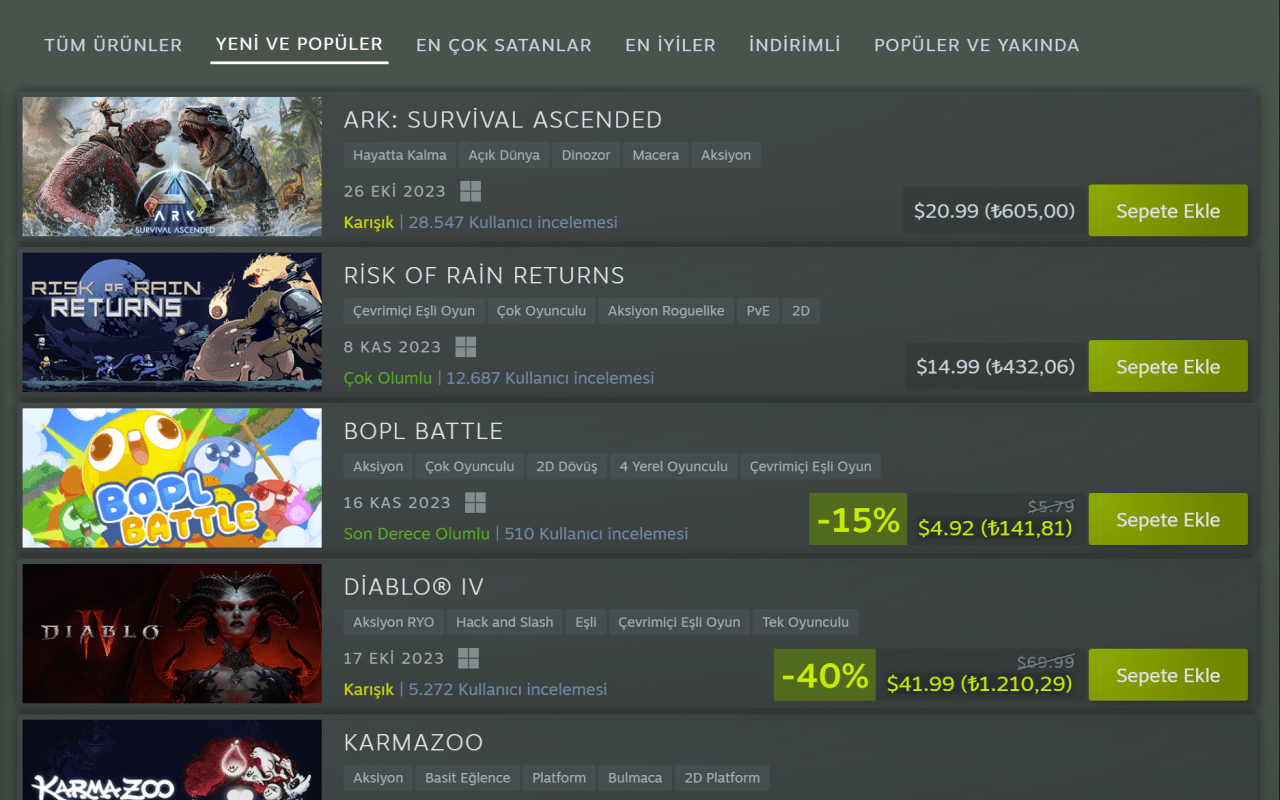 TÜM ÜRÜNLER YENİ VE POPÜLER EN ÇOK SATANLAR EN İYİLER İNDİRİMLİ POPÜLER VE YAKINDA
ARK
SURVIVAL ASCENDED
ARK: SURVİVAL ASCENDED
Hayatta Kalma Açık Dünya Dinozor Macera Aksiyon
26 EKİ 2023
Karışık | 28.547 Kullanıcı incelemesi
$20.99 (₺605,00) Sepete Ekle
RISK OF RAIN
RETURNS
RİSK OF RAİN RETURNS
Çevrimiçi Eşli Oyun Çok Oyunculu Aksiyon Roguelike PvE 2D
8 KAS 2023
Çok Olumlu | 12.687 Kullanıcı incelemesi
$14.99 (₺432,06) Sepete Ekle
BOPL
BATTLE
BOPL BATTLE
Aksiyon Çok Oyunculu 2D Dövüş 4 Yerel Oyunculu Çevrimiçi Eşli Oyun
16 KAS 2023
Son Derece Olumlu | 510 Kullanıcı incelemesi
-15% $5.79
$4.92 (₺141,81) Sepete Ekle
DIABLO IV
DİABLO® IV
Aksiyon RYO Hack and Slash Eşli Çevrimiçi Eşli Oyun Tek Oyunculu
17 EKİ 2023
Karışık | 5.272 Kullanıcı incelemesi
-40% $69.99
$41.99 (₺1.210,29) Sepete Ekle
KARMAZOO
KARMAZOO
Aksiyon Basit Eğlence Platform Bulmaca 2D Platform